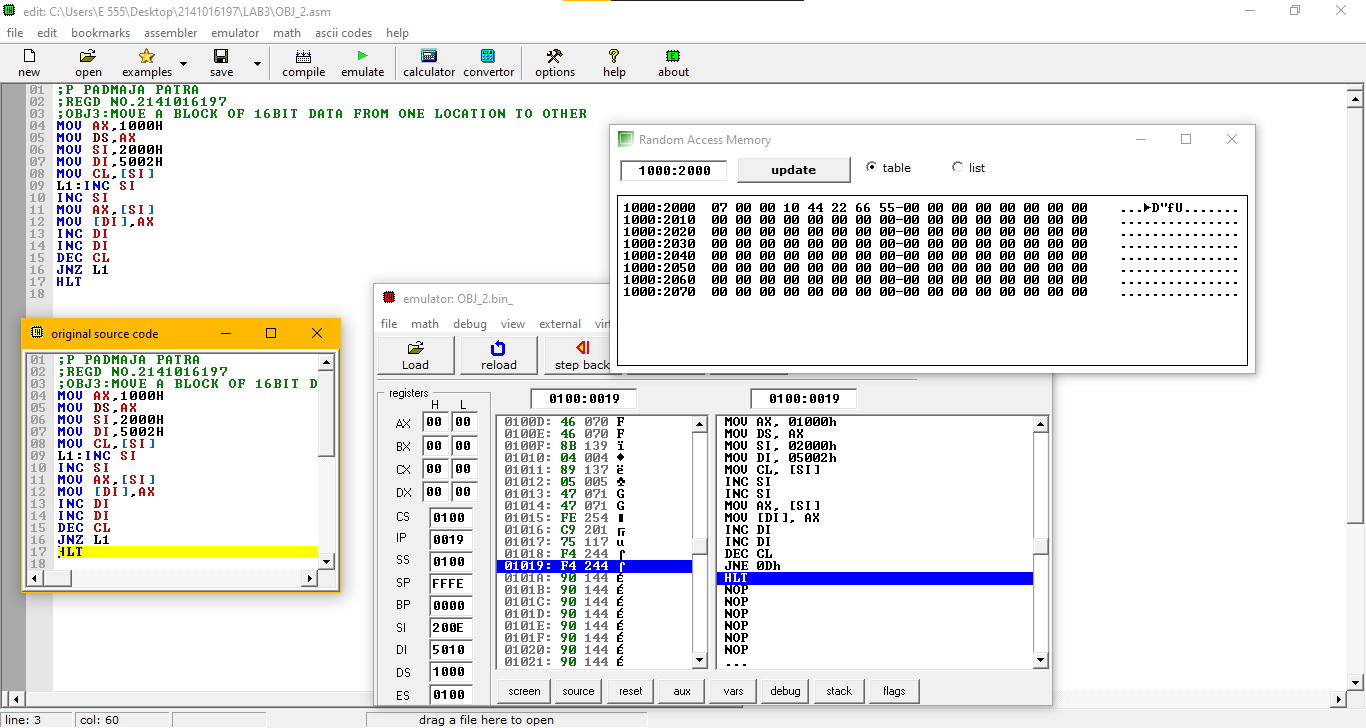 edit: C:\Users\E 555\Desktop\2141016197\LAB3\OBJ_2.asm
file edit bookmarks assembler emulator math ascii codes help
new open examples save compile emulate calculator convertor options help about
01 ;P PADMAJA PATRA
02 ;REGD NO.2141016197
03 ;OBJ3:MOVE A BLOCK OF 16BIT DATA FROM ONE LOCATION TO OTHER
04 MOV AX,1000H
05 MOV DS,AX
06 MOV SI,2000H
07 MOV DI,5002H
08 MOV CL,[SI]
09 L1:INC SI
10 INC SI
11 MOV AX,[SI]
12 MOV [DI],AX
13 INC DI
14 INC DI
15 DEC CL
16 JNZ L1
17 HLT
18
Random Access Memory
1000:2000 update table list
1000:2000 07 00 00 10 44 22 66 55-00 00 00 00 00 00 00 00 ...►D"fU.......
1000:2010 00 00 00 00 00 00 00 00-00 00 00 00 00 00 00 00 ...............
1000:2020 00 00 00 00 00 00 00 00-00 00 00 00 00 00 00 00 ...............
1000:2030 00 00 00 00 00 00 00 00-00 00 00 00 00 00 00 00 ...............
1000:2040 00 00 00 00 00 00 00 00-00 00 00 00 00 00 00 00 ...............
1000:2050 00 00 00 00 00 00 00 00-00 00 00 00 00 00 00 00 ...............
1000:2060 00 00 00 00 00 00 00 00-00 00 00 00 00 00 00 00 ...............
1000:2070 00 00 00 00 00 00 00 00-00 00 00 00 00 00 00 00 ...............
original source code
01 ;P PADMAJA PATRA
02 ;REGD NO.2141016197
03 ;OBJ3:MOVE A BLOCK OF 16BIT D
04 MOV AX,1000H
05 MOV DS,AX
06 MOV SI,2000H
07 MOV DI,5002H
08 MOV CL,[SI]
09 L1:INC SI
10 INC SI
11 MOV AX,[SI]
12 MOV [DI],AX
13 INC DI
14 INC DI
15 DEC CL
16 JNZ L1
17 HLT
18
emulator: OBJ_2.bin_
file math debug view external
Load reload step back
registers
H L
AX 00 00
BX 00 00
CX 00 00
DX 00 00
CS 0100
IP 0019
SS 0100
SP FFFE
BP 0000
SI 200E
DI 5010
DS 1000
ES 0100
0100:0019
0100D: 46 070 F
0100E: 46 070 F
0100F: 8B 139 ï
01010: 04 004 ♦
01011: 89 137 ë
01012: 05 005 ♣
01013: 47 071 G
01014: 47 071 G
01015: FE 254 ■
01016: C9 201 ╔
01017: 75 117 u
01018: F4 244 ⌠
01019: F4 244 ⌠
0101A: 90 144 É
0101B: 90 144 É
0101C: 90 144 É
0101D: 90 144 É
0101E: 90 144 É
0101F: 90 144 É
01020: 90 144 É
01021: 90 144 É
0100:0019
MOV AX, 01000h
MOV DS, AX
MOV SI, 02000h
MOV DI, 05002h
MOV CL, [SI]
INC SI
INC SI
MOV AX, [SI]
MOV [DI], AX
INC DI
INC DI
DEC CL
JNE 0Dh
HLT
NOP
NOP
NOP
NOP
NOP
NOP
...
screen source reset aux vars debug stack flags
line: 3 col: 60 drag a file here to open